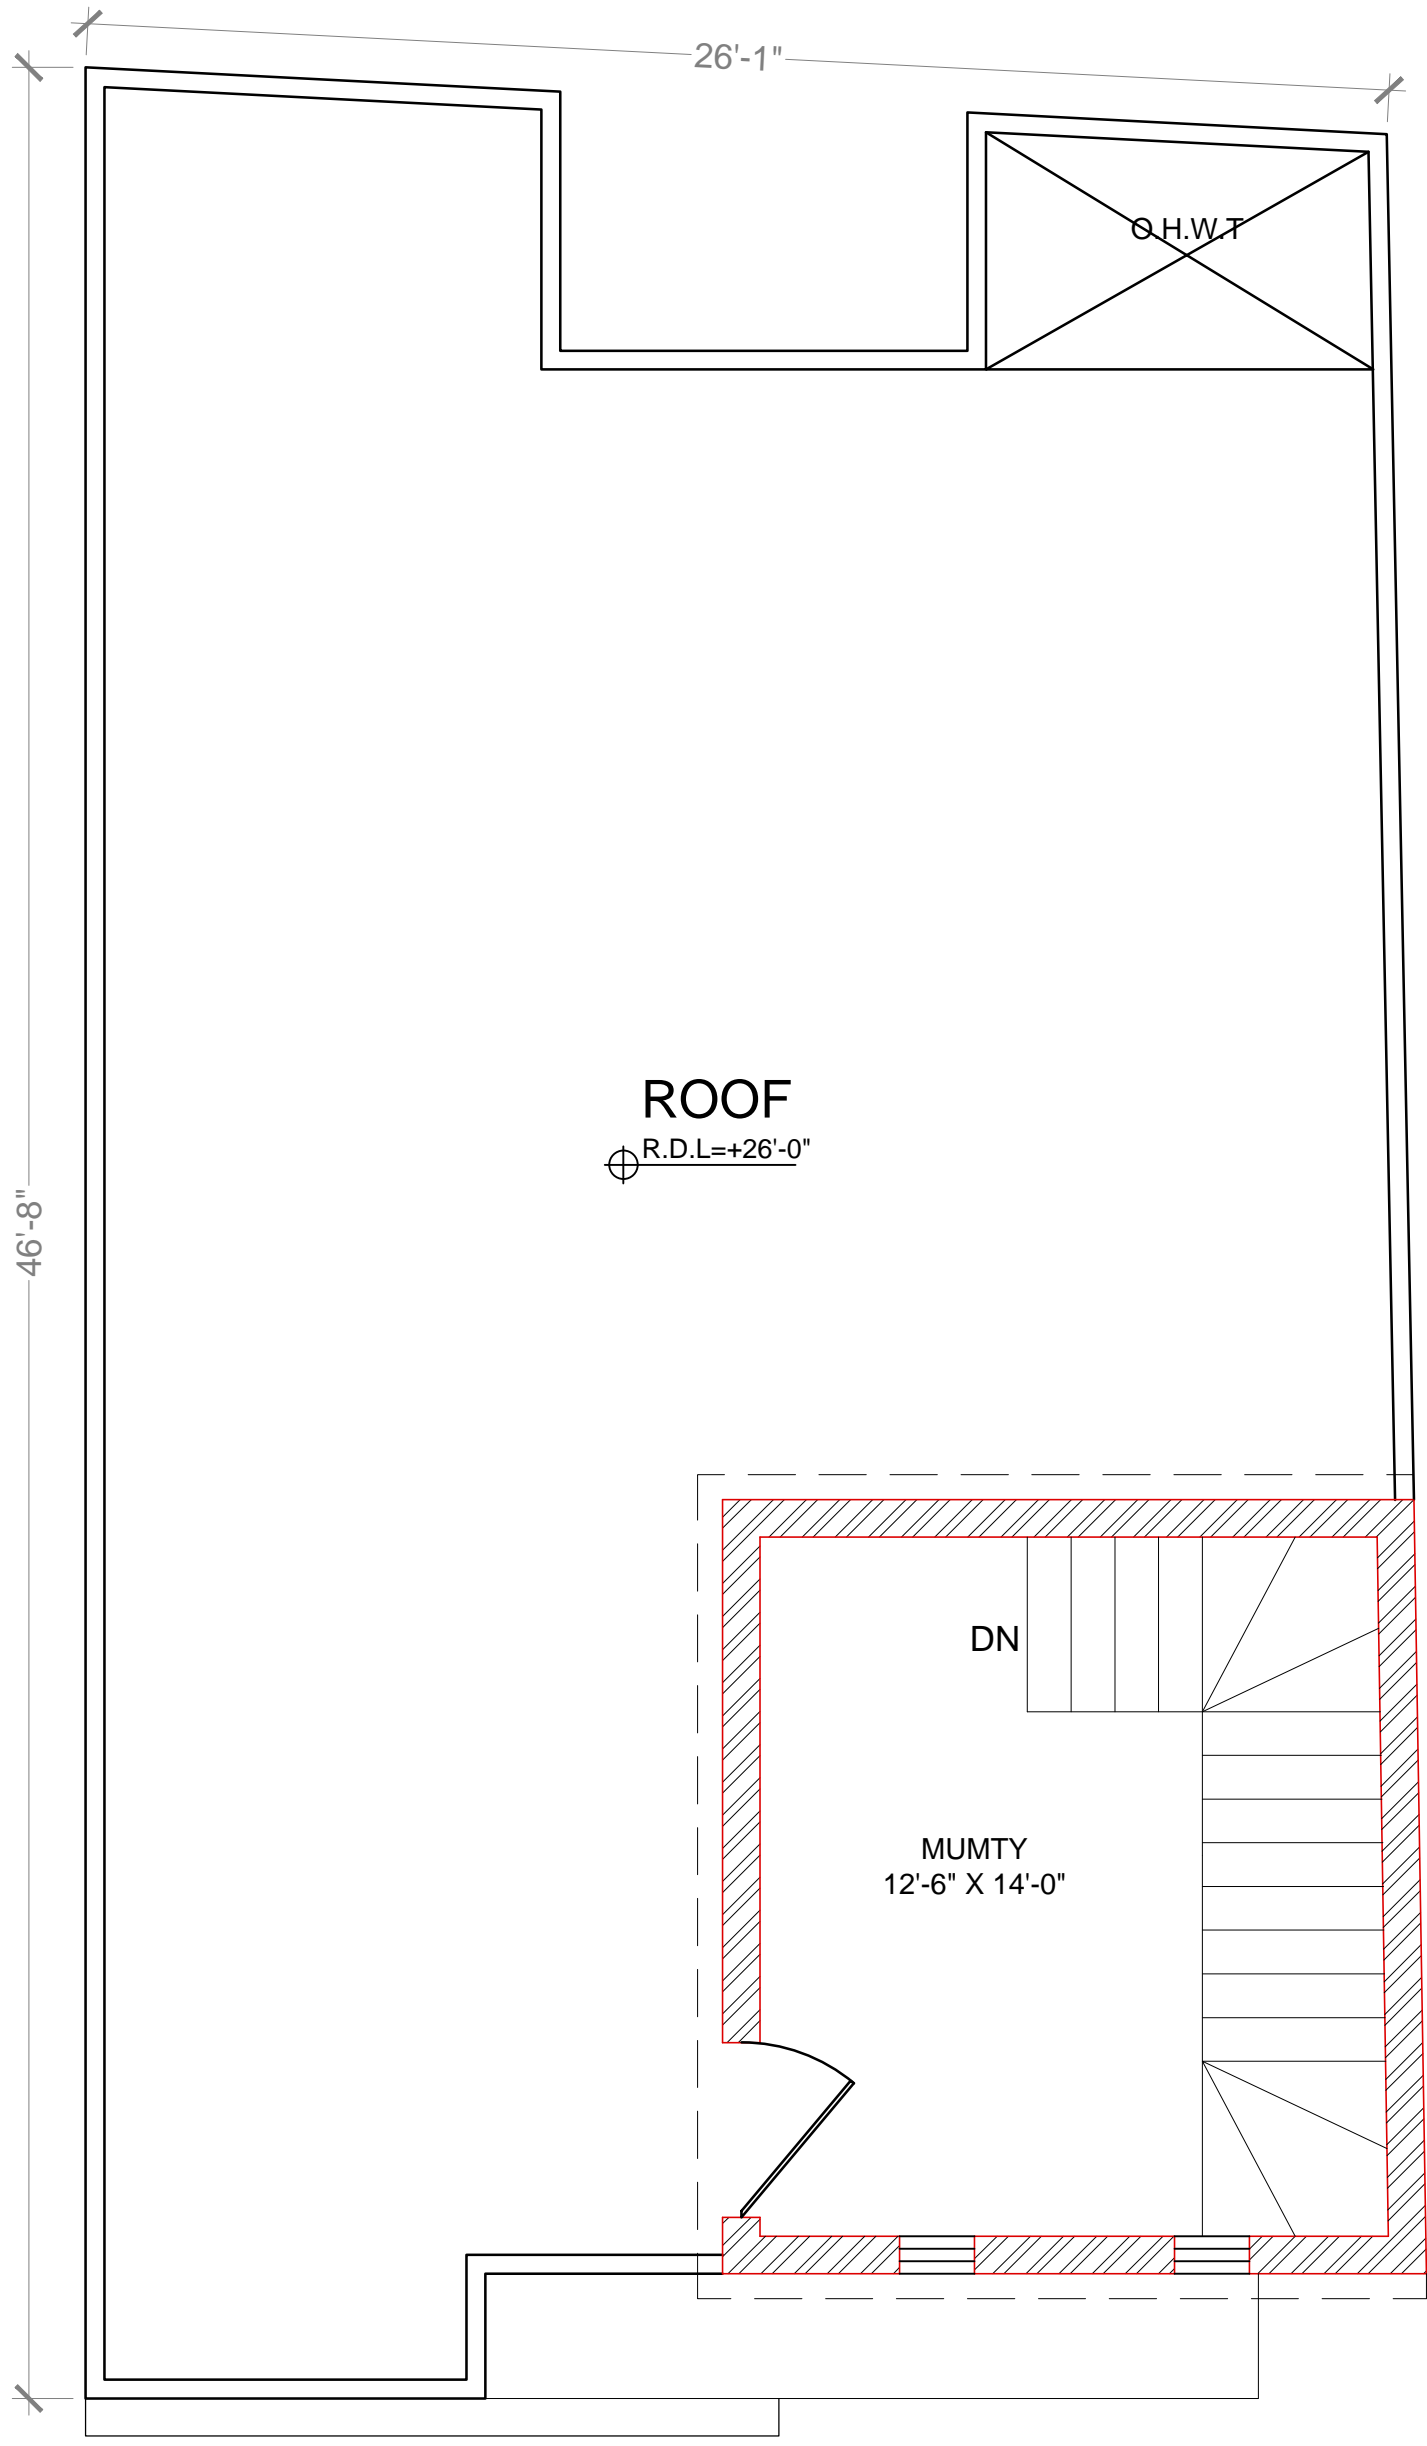 26'-1"
O.H.W.T
ROOF
R.D.L=+26'-0"
46'-8"
DN
MUMTY
12'-6" X 14'-0"